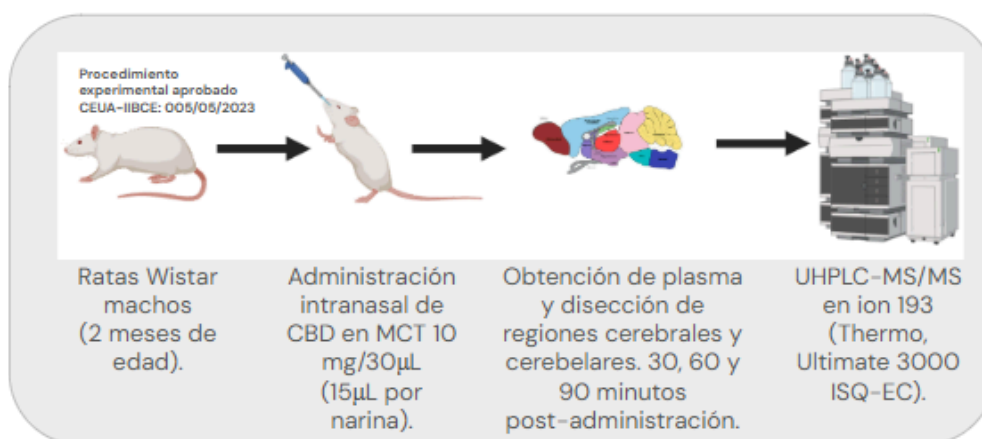 Procedimiento
experimental aprobado
CEUA-IIBCE: 005/05/2023
Ratas Wistar
machos
(2 meses de
edad).
Administración
intranasal de
CBD en MCT 10
mg/30µL
(15µL por
narina).
Obtención de plasma
y disección de
regiones cerebrales y
cerebelares. 30, 60 y
90 minutos
post-administración.
UHPLC-MS/MS
en ion 193
(Thermo,
Ultimate 3000
ISQ-EC).